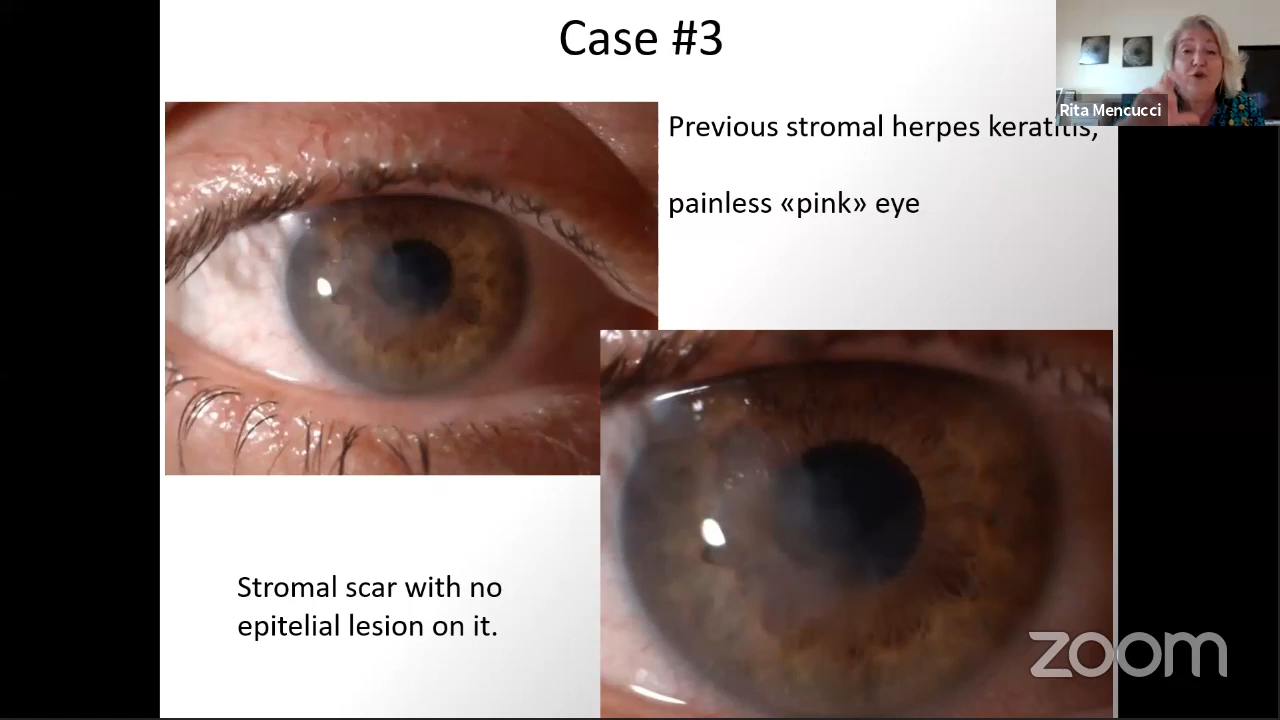 Case #3
Rita Mencucci
Previous stromal herpes keratitis,
painless «pink» eye
Stromal scar with no
epitelial lesion on it.
zoom